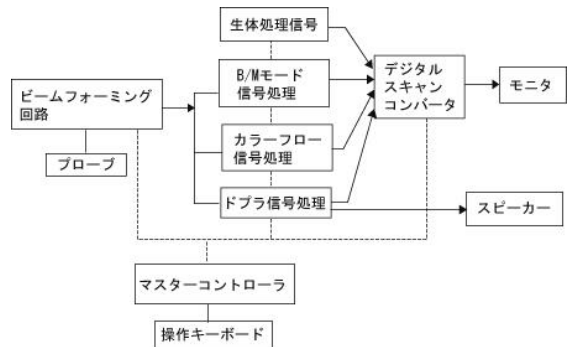 生体処理信号
B/Mモード
信号処理
デジタル
スキャン
コンバータ
モニタ
ビームフォーミング
回路
プローブ
カラーフロー
信号処理
ドプラ信号処理
スピーカー
マスターコントローラ
操作キーボード